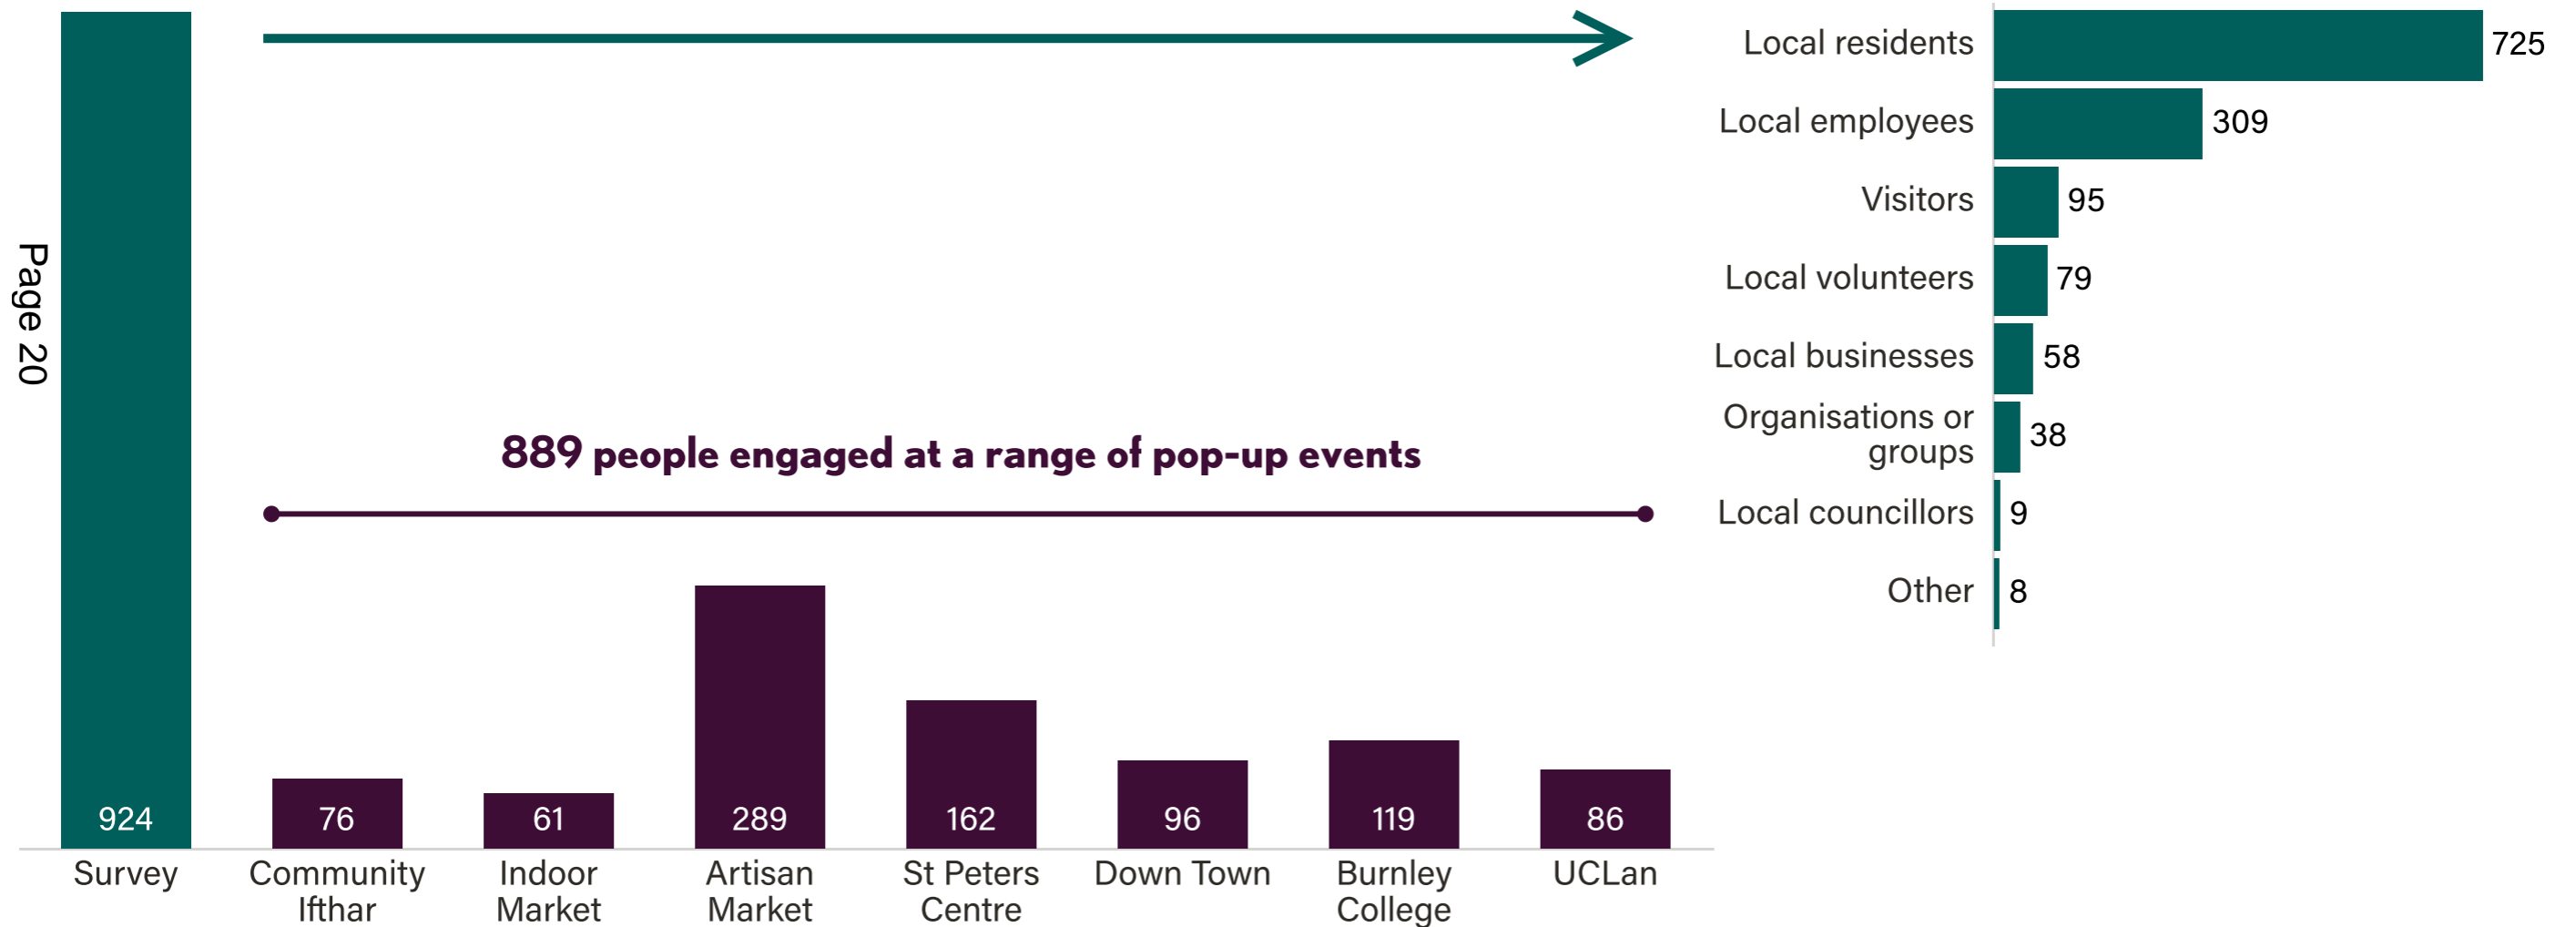 Page 20
889 people engaged at a range of pop-up events
924
76
61
289
162
96
119
86
Survey
Community
Ifthar
Indoor
Market
Artisan
Market
St Peters
Centre
Down Town
Burnley
College
UCLan
Local residents 725
Local employees 309
Visitors 95
Local volunteers 79
Local businesses 58
Organisations or
groups 38
Local councillors 9
Other 8